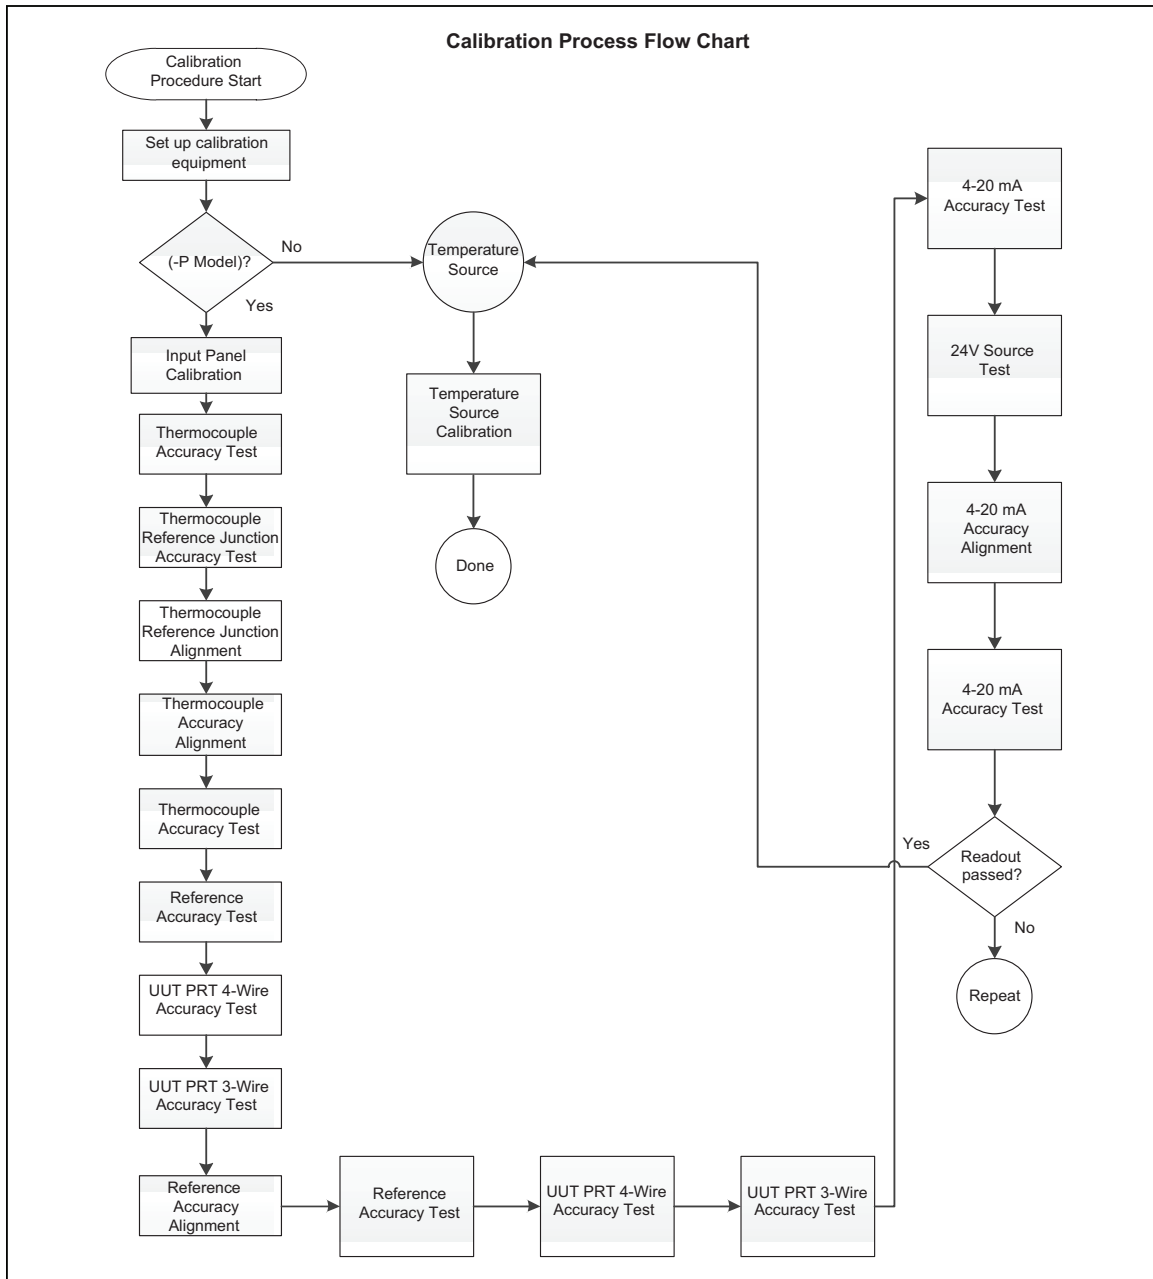 Calibration Process Flow Chart
Calibration
Procedure Start
Set up calibration
equipment
(-P Model)?
No
Yes
Temperature
Source
Temperature
Source
Calibration
Done
Input Panel
Calibration
Thermocouple
Accuracy Test
Thermocouple
Reference Junction
Accuracy Test
Thermocouple
Reference Junction
Alignment
Thermocouple
Accuracy
Alignment
Thermocouple
Accuracy Test
Reference
Accuracy Test
UUT PRT 4-Wire
Accuracy Test
UUT PRT 3-Wire
Accuracy Test
Reference
Accuracy
Alignment
Reference
Accuracy Test
UUT PRT 4-Wire
Accuracy Test
UUT PRT 3-Wire
Accuracy Test
4-20 mA
Accuracy Test
24V Source
Test
4-20 mA
Accuracy
Alignment
4-20 mA
Accuracy Test
Readout
passed?
Yes
No
Repeat